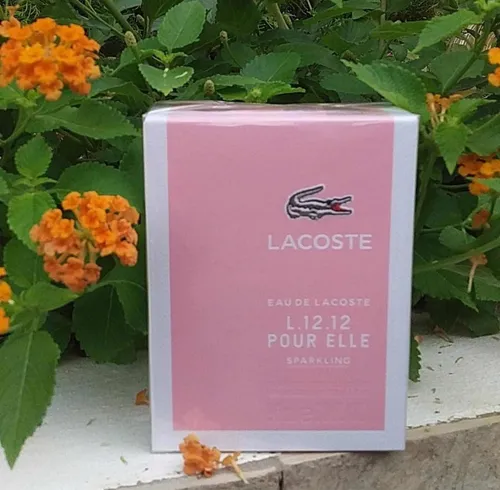 LACOSTE
EAU DE LACOSTE
L.12.12
POUR ELLE
SPARKLING